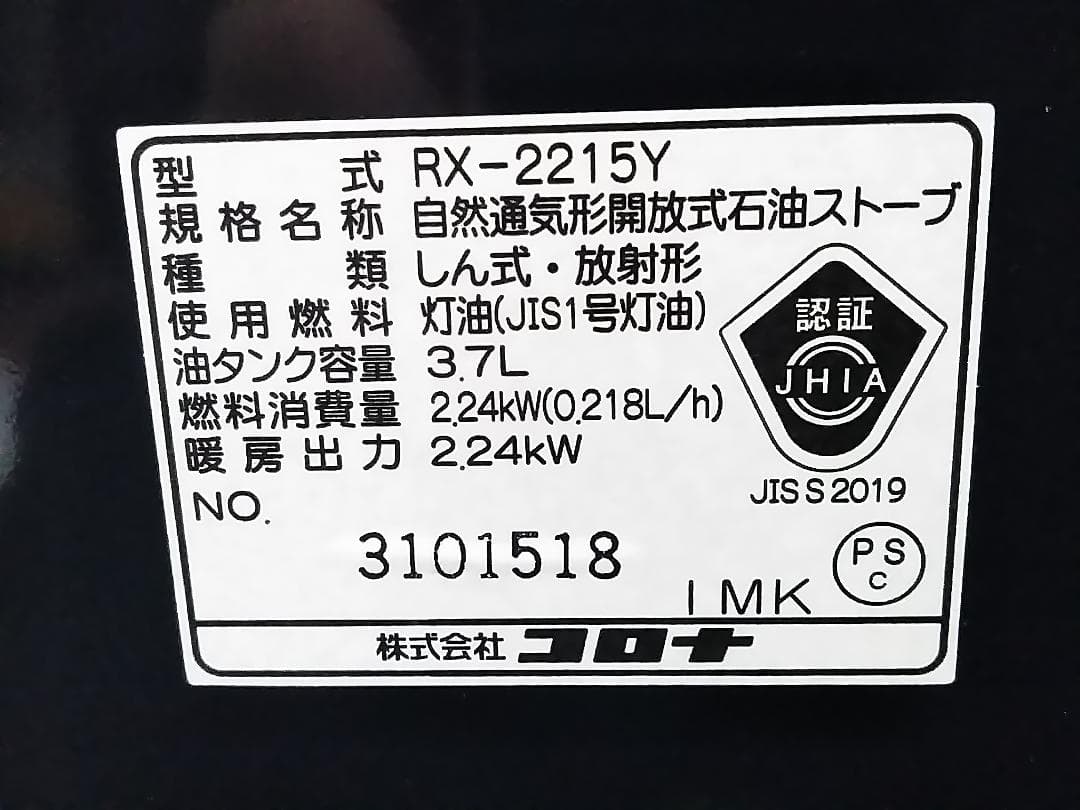 型式 RX-2215Y
規格名称 自然通気形開放式石油ストーブ
種類 しん式・放射形
使用燃料 灯油(JIS1号灯油)
油タンク容量 3.7L
燃料消費量 2.24kW(0.218L/h)
暖房出力 2.24kW
認証
JHIA
JIS S 2019
NO.
3101518
IMK
PS
C
株式会社 コロナ